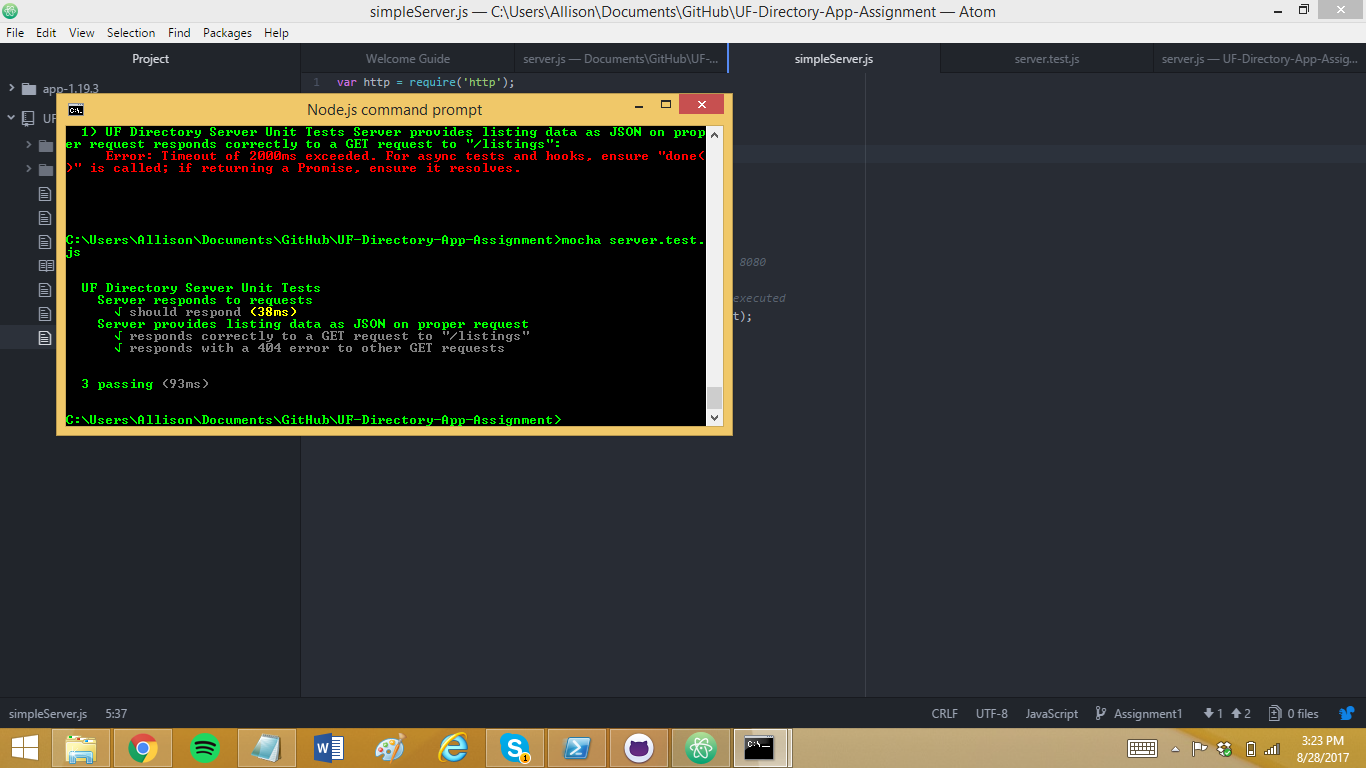 simpleServer.js — C:\Users\Allison\Documents\GitHub\UF-Directory-App-Assignment — Atom
File Edit View Selection Find Packages Help
Project
Welcome Guide
server.js — Documents\GitHub\UF-...
simpleServer.js
server.test.js
server.js — UF-Directory-App-Assig...
app-1.19.3
UF
1 var http = require('http');
Node.js command prompt
1) UF Directory Server Unit Tests Server provides listing data as JSON on prop
er request responds correctly to a GET request to "/listings":
Error: Timeout of 2000ms exceeded. For async tests and hooks, ensure "done(
)" is called; if returning a Promise, ensure it resolves.
C:\Users\Allison\Documents\GitHub\UF-Directory-App-Assignment>mocha server.test.
js
UF Directory Server Unit Tests
Server responds to requests
√ should respond (38ms)
Server provides listing data as JSON on proper request
√ responds correctly to a GET request to "/listings"
√ responds with a 404 error to other GET requests
3 passing (93ms)
C:\Users\Allison\Documents\GitHub\UF-Directory-App-Assignment>
8080
executed
t);
simpleServer.js 5:37
CRLF UTF-8 JavaScript Assignment1 1 2 0 files
1
3:23 PM
8/28/2017